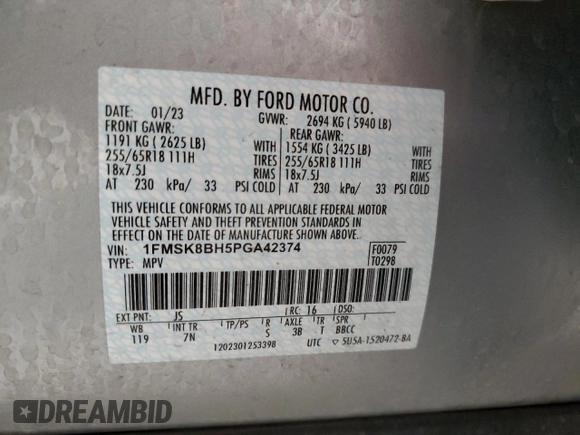 MFD. BY FORD MOTOR CO.
DATE: 01/23 GVWR: 2694 KG ( 5940 LB)
FRONT GAWR: REAR GAWR:
1191 KG ( 2625 LB) WITH 1554 KG ( 3425 LB) WITH
255/65R18 111H TIRES 255/65R18 111H TIRES
18x7.5J RIMS 18x7.5J RIMS
AT 230 kPa/ 33 PSI COLD AT 230 kPa/ 33 PSI COLD
THIS VEHICLE CONFORMS TO ALL APPLICABLE FEDERAL MOTOR
VEHICLE SAFETY AND THEFT PREVENTION STANDARDS IN
EFFECT ON THE DATE OF MANUFACTURE SHOWN ABOVE.
VIN: 1FMSK8BH5PGA42374 F0079
TYPE: MPV T0298
EXT PNT: JS RC: 16 DSO:
WB INT TR TP/PS R AXLE TR SPR
119 7N S 3B T BBCC
1202301253398 UTC ▽ 5U5A-1520472-BA
DREAMBID